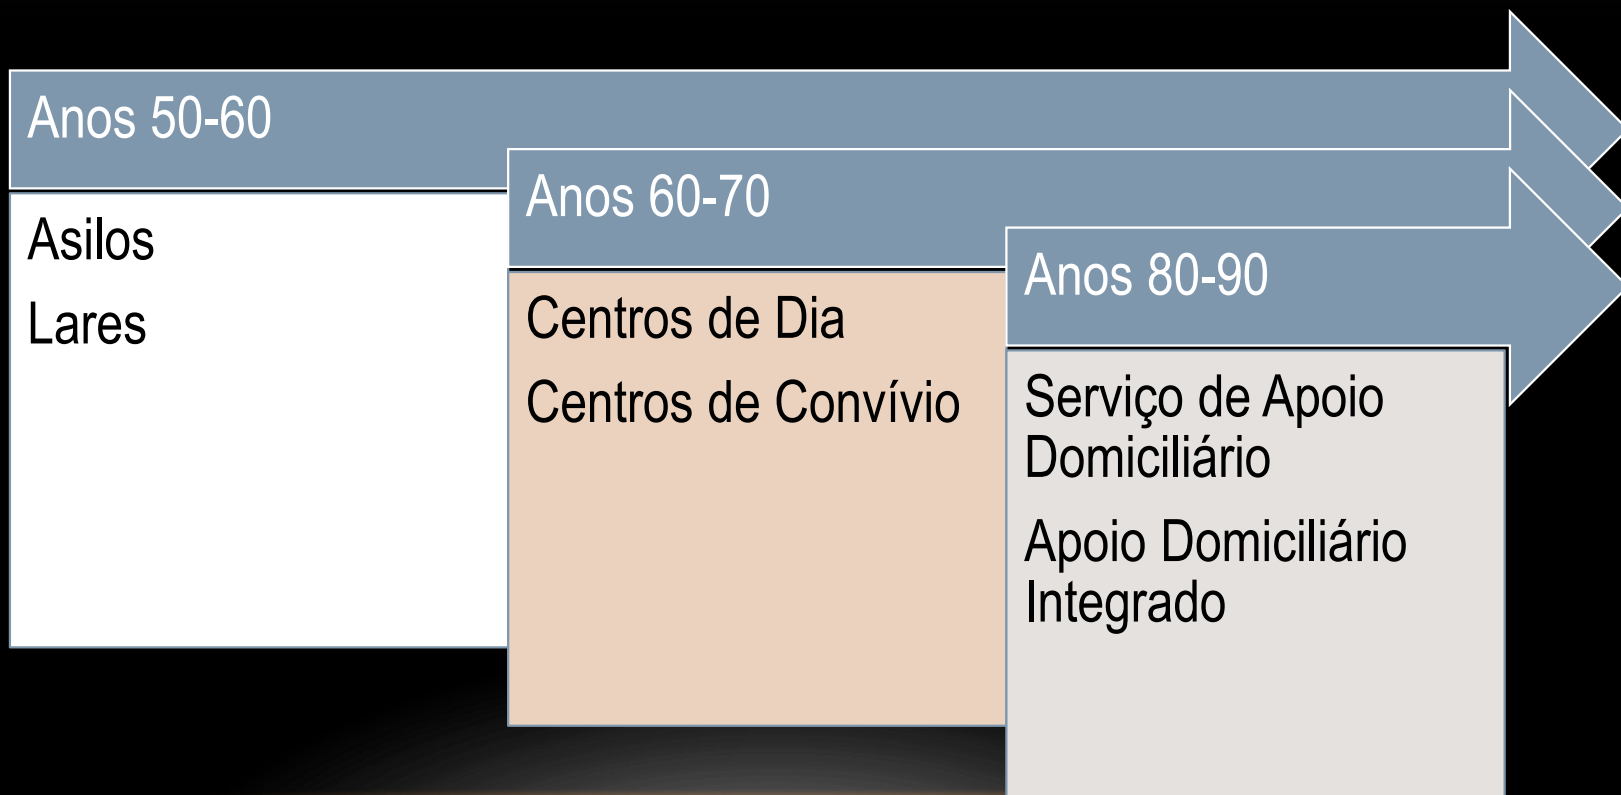 Anos 50-60
Asilos
Lares
Anos 60-70
Centros de Dia
Centros de Convívio
Anos 80-90
Serviço de Apoio
Domiciliário
Apoio Domiciliário
Integrado